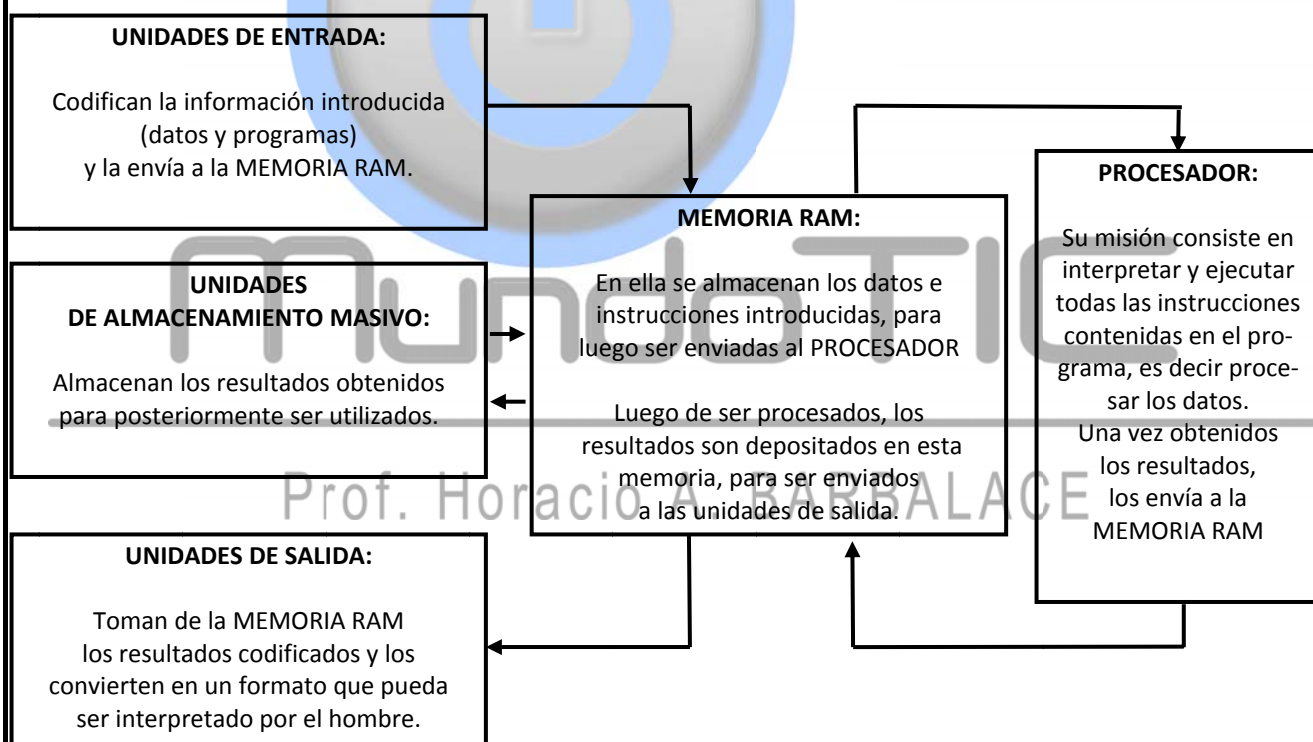 UNIDADES DE ENTRADA:
Codifican la información introducida
(datos y programas)
y la envía a la MEMORIA RAM.
UNIDADES
DE ALMACENAMIENTO MASIVO:
Almacenan los resultados obtenidos
para posteriormente ser utilizados.
UNIDADES DE SALIDA:
Toman de la MEMORIA RAM
los resultados codificados y los
convierten en un formato que pueda
ser interpretado por el hombre.
MEMORIA RAM:
En ella se almacenan los datos e
instrucciones introducidas, para
luego ser enviadas al PROCESADOR
Luego de ser procesados, los
resultados son depositados en esta
memoria, para ser enviados
a las unidades de salida.
PROCESADOR:
Su misión consiste en
interpretar y ejecutar
todas las instrucciones
contenidas en el pro-
grama, es decir proce-
sar los datos.
Una vez obtenidos
los resultados,
los envía a la
MEMORIA RAM
MundoTIC
Prof. Horacio A. BARBALACE